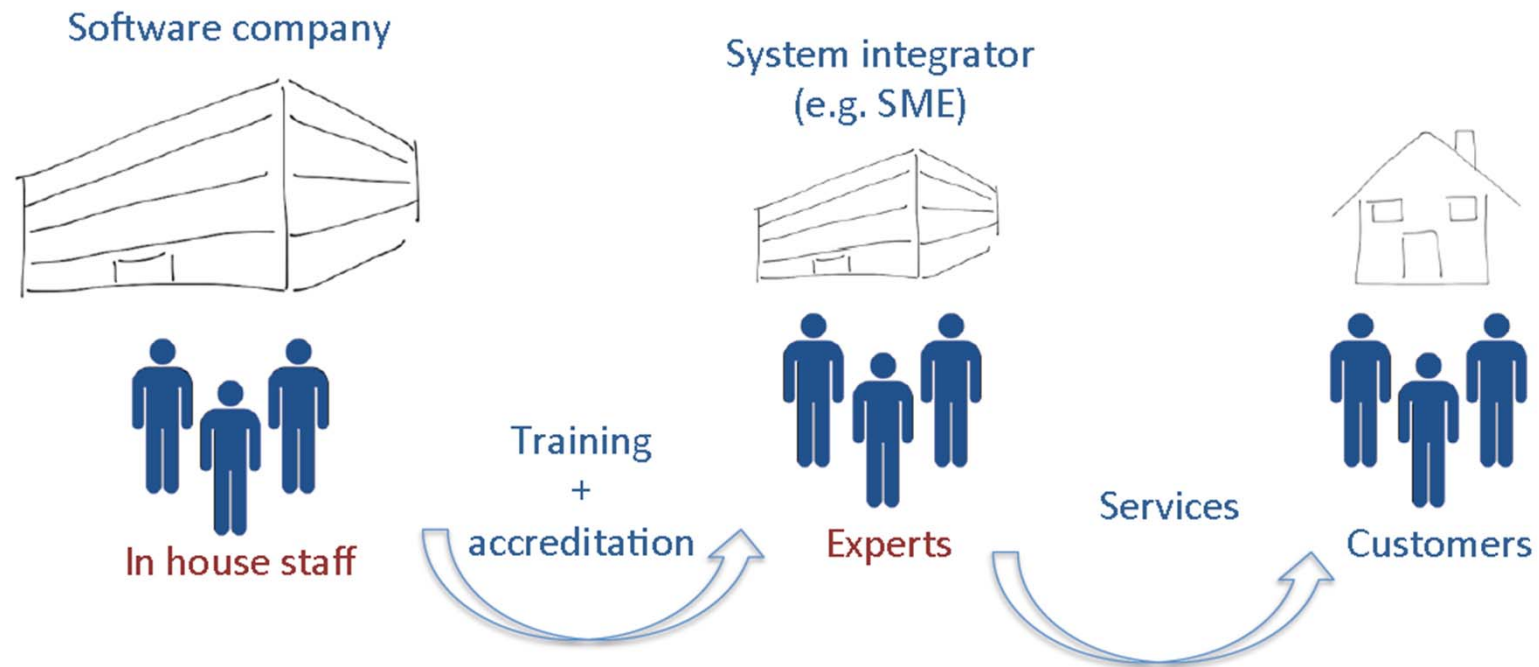 Software company
System integrator
(e.g. SME)
Training
+
accreditation
Services
In house staff
Experts
Customers